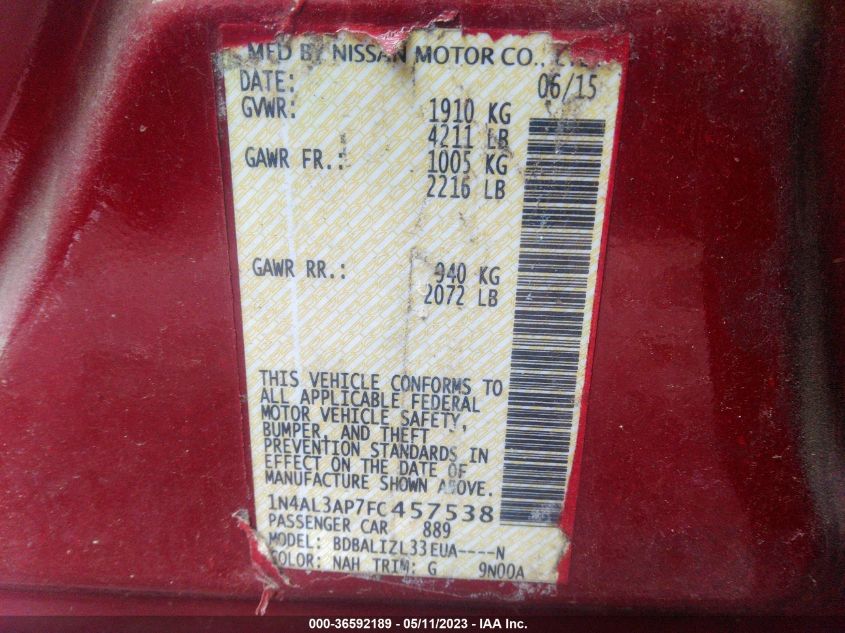 MFD BY NISSAN MOTOR CO., LTD.
DATE: 06/15
GVWR: 1910 KG
4211 LB
GAWR FR.: 1005 KG
2216 LB
GAWR RR.: 940 KG
2072 LB
THIS VEHICLE CONFORMS TO
ALL APPLICABLE FEDERAL
MOTOR VEHICLE SAFETY,
BUMPER, AND THEFT
PREVENTION STANDARDS IN
EFFECT ON THE DATE OF
MANUFACTURE SHOWN ABOVE.
1N4AL3AP7FC457538
PASSENGER CAR 889
MODEL: BDBALIZL33EUA----N
COLOR: NAH TRIM: G 9N00A
000-36592189 - 05/11/2023 - IAA Inc.